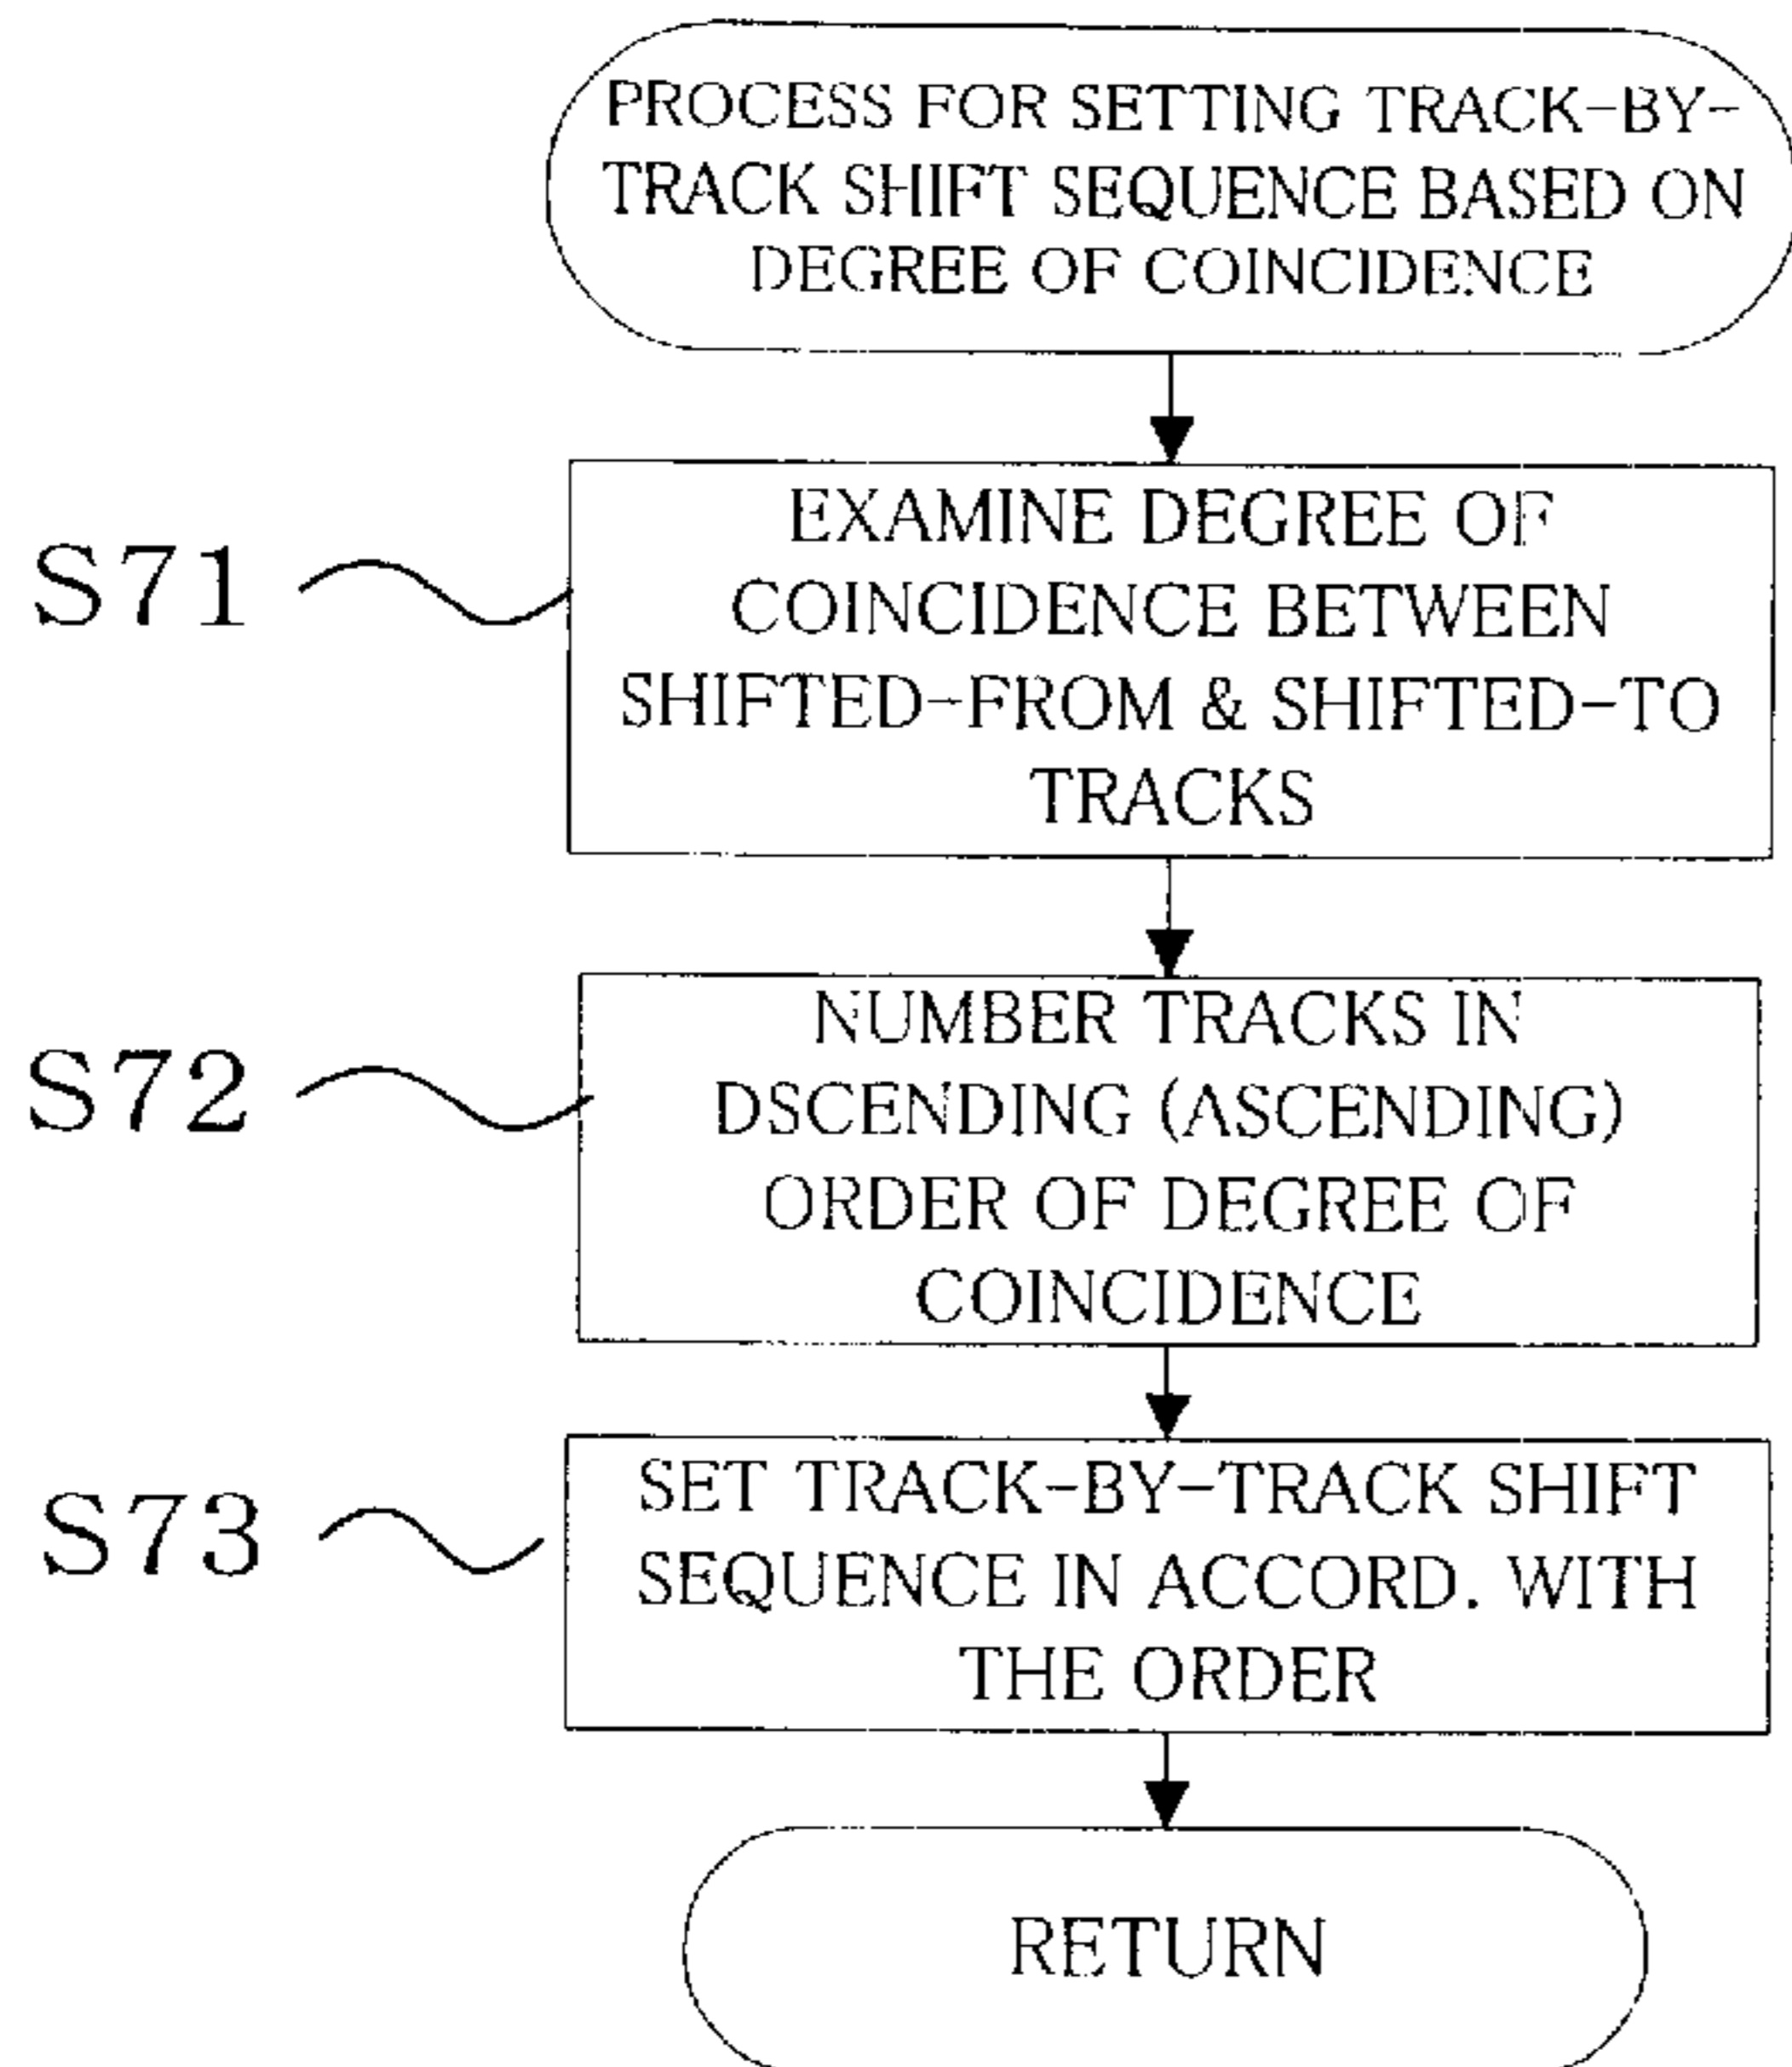 PROCESS FOR SETTING TRACK-BY-
TRACK SHIFT SEQUENCE BASED ON
DEGREE OF COINCIDENCE
S71
EXAMINE DEGREE OF
COINCIDENCE BETWEEN
SHIFTED-FROM & SHIFTED-TO
TRACKS
S72
NUMBER TRACKS IN
DSCENDING (ASCENDING)
ORDER OF DEGREE OF
COINCIDENCE
S73
SET TRACK-BY-TRACK SHIFT
SEQUENCE IN ACCORD. WITH
THE ORDER
RETURN